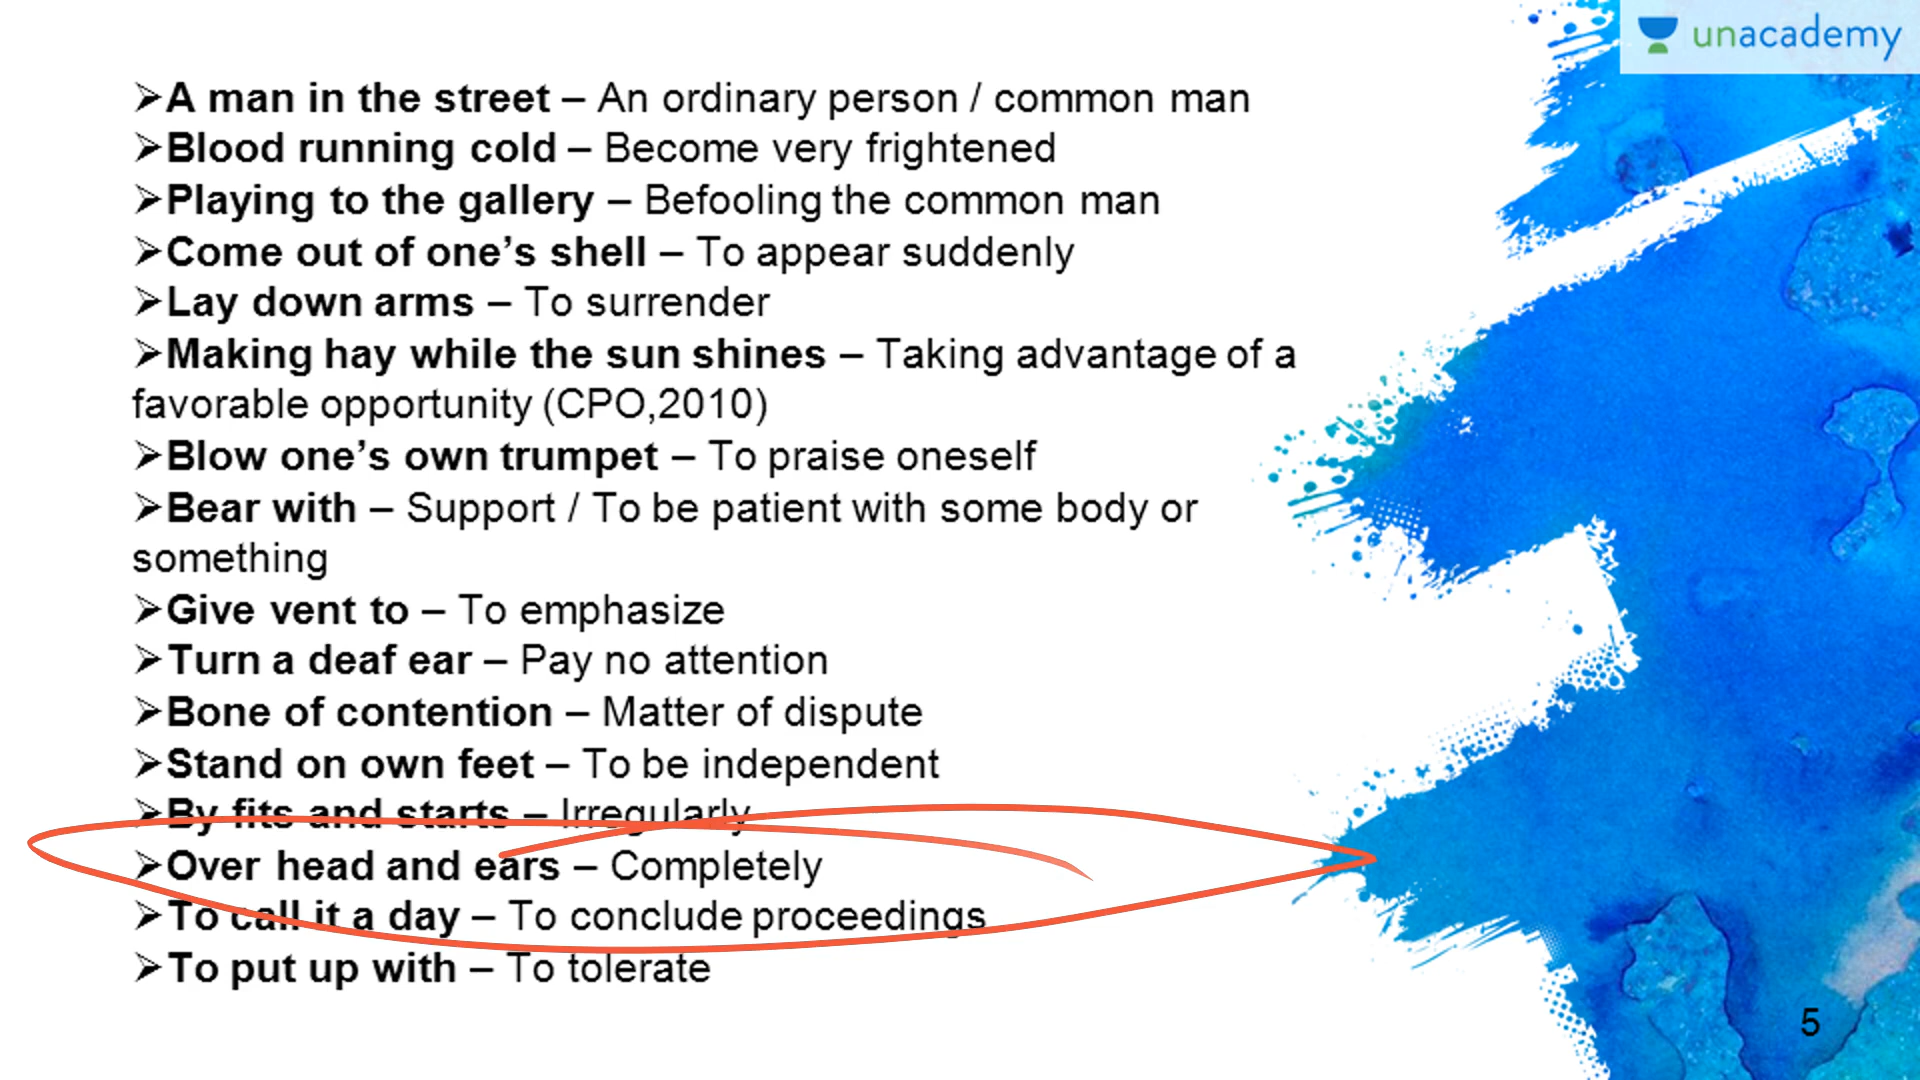 unacademy
➢A man in the street – An ordinary person / common man
➢Blood running cold – Become very frightened
➢Playing to the gallery – Befooling the common man
➢Come out of one’s shell – To appear suddenly
➢Lay down arms – To surrender
➢Making hay while the sun shines – Taking advantage of a
favorable opportunity (CPO,2010)
➢Blow one’s own trumpet – To praise oneself
➢Bear with – Support / To be patient with some body or
something
➢Give vent to – To emphasize
➢Turn a deaf ear – Pay no attention
➢Bone of contention – Matter of dispute
➢Stand on own feet – To be independent
➢By fits and starts – Irregularly
➢Over head and ears – Completely
➢To call it a day – To conclude proceedings
➢To put up with – To tolerate
5